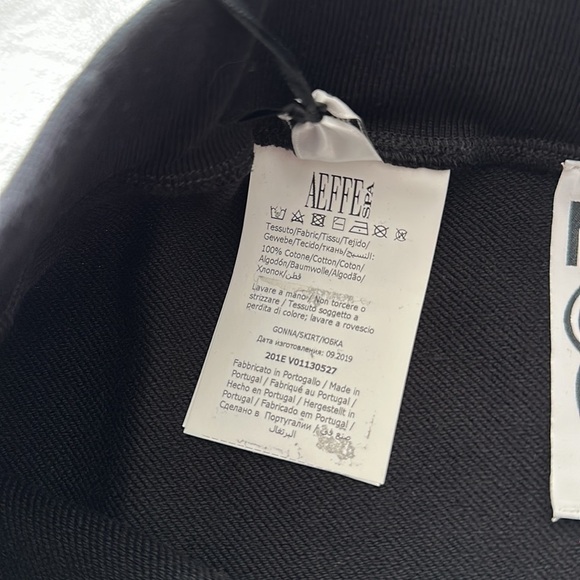 AEFFE SPA
Tessuto/Fabric/Tissu/Tejido/
Gewebe/Tecido/ткань/النسيج:
100% Cotone/Cotton/Coton/
Algodón/Baumwolle/Algodão/
Хлопок/قطن
Lavare a mano/ Non torcere o
strizzare / Tessuto soggetto a
perdita di colore; lavare a rovescio
GONNA/SKIRT/ЮБКА
Дата изготовления: 09.2019
201E V01130527
Fabbricato in Portogallo / Made in
Portugal / Fabriqué au Portugal /
Hecho en Portugal / Hergestellt in
Portugal / Fabricado em Portugal /
Сделано в Португалии / صنع في
البرتغال